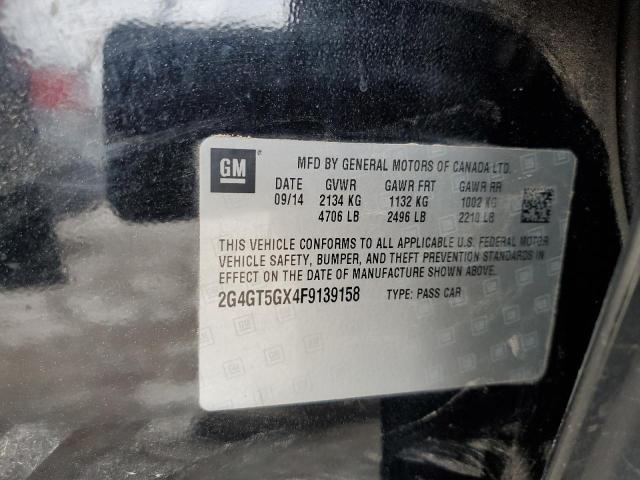 GM
MFD BY GENERAL MOTORS OF CANADA LTD.
DATE GVWR GAWR FRT GAWR RR
09/14 2134 KG 1132 KG 1002 KG
4706 LB 2496 LB 2210 LB
THIS VEHICLE CONFORMS TO ALL APPLICABLE U.S. FEDERAL MOTOR
VEHICLE SAFETY, BUMPER, AND THEFT PREVENTION STANDARDS IN
EFFECT ON THE DATE OF MANUFACTURE SHOWN ABOVE.
2G4GT5GX4F9139158 TYPE: PASS CAR